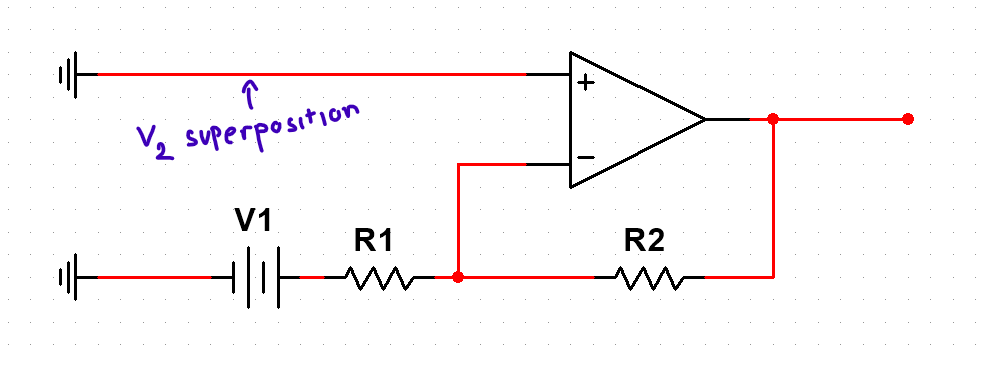 +
V₂ superposition
−
V1
R1
R2